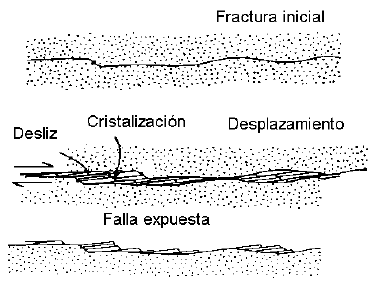 Fractura inicial
Cristalización
Desplazamiento
Desliz
Falla expuesta